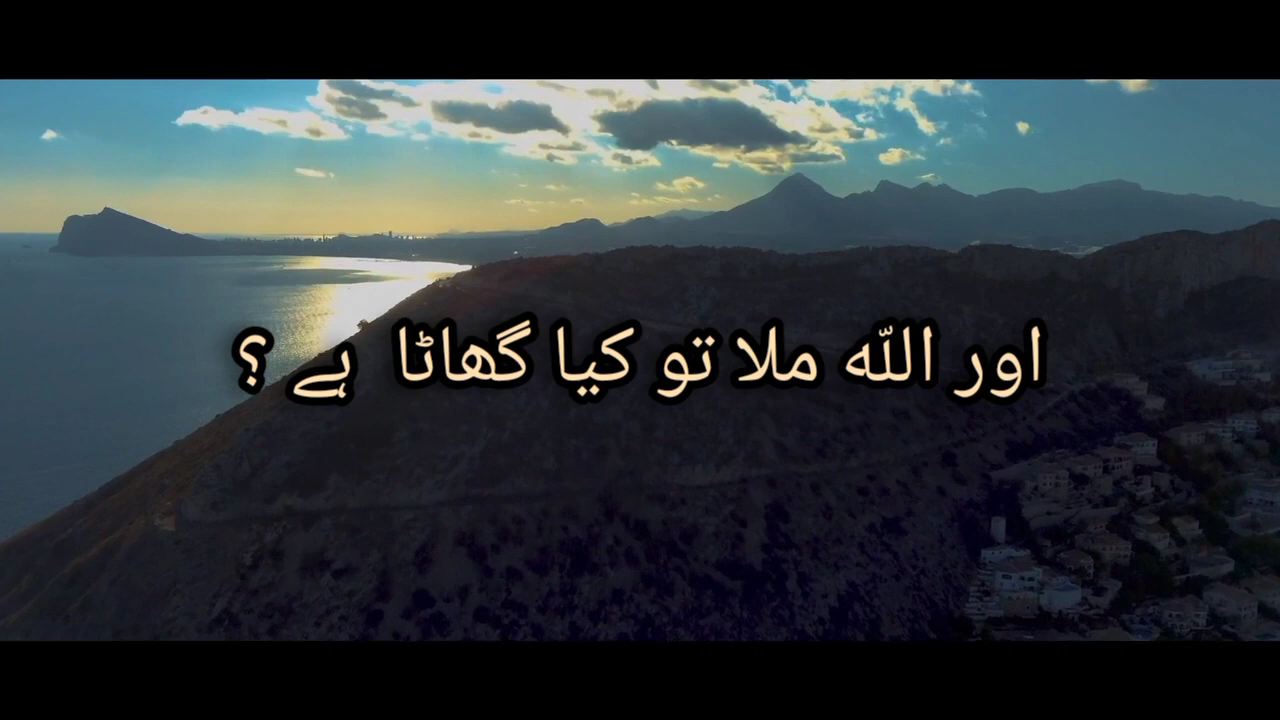 اور اللّٰه ملا تو کیا گھاٹا ہے ؟